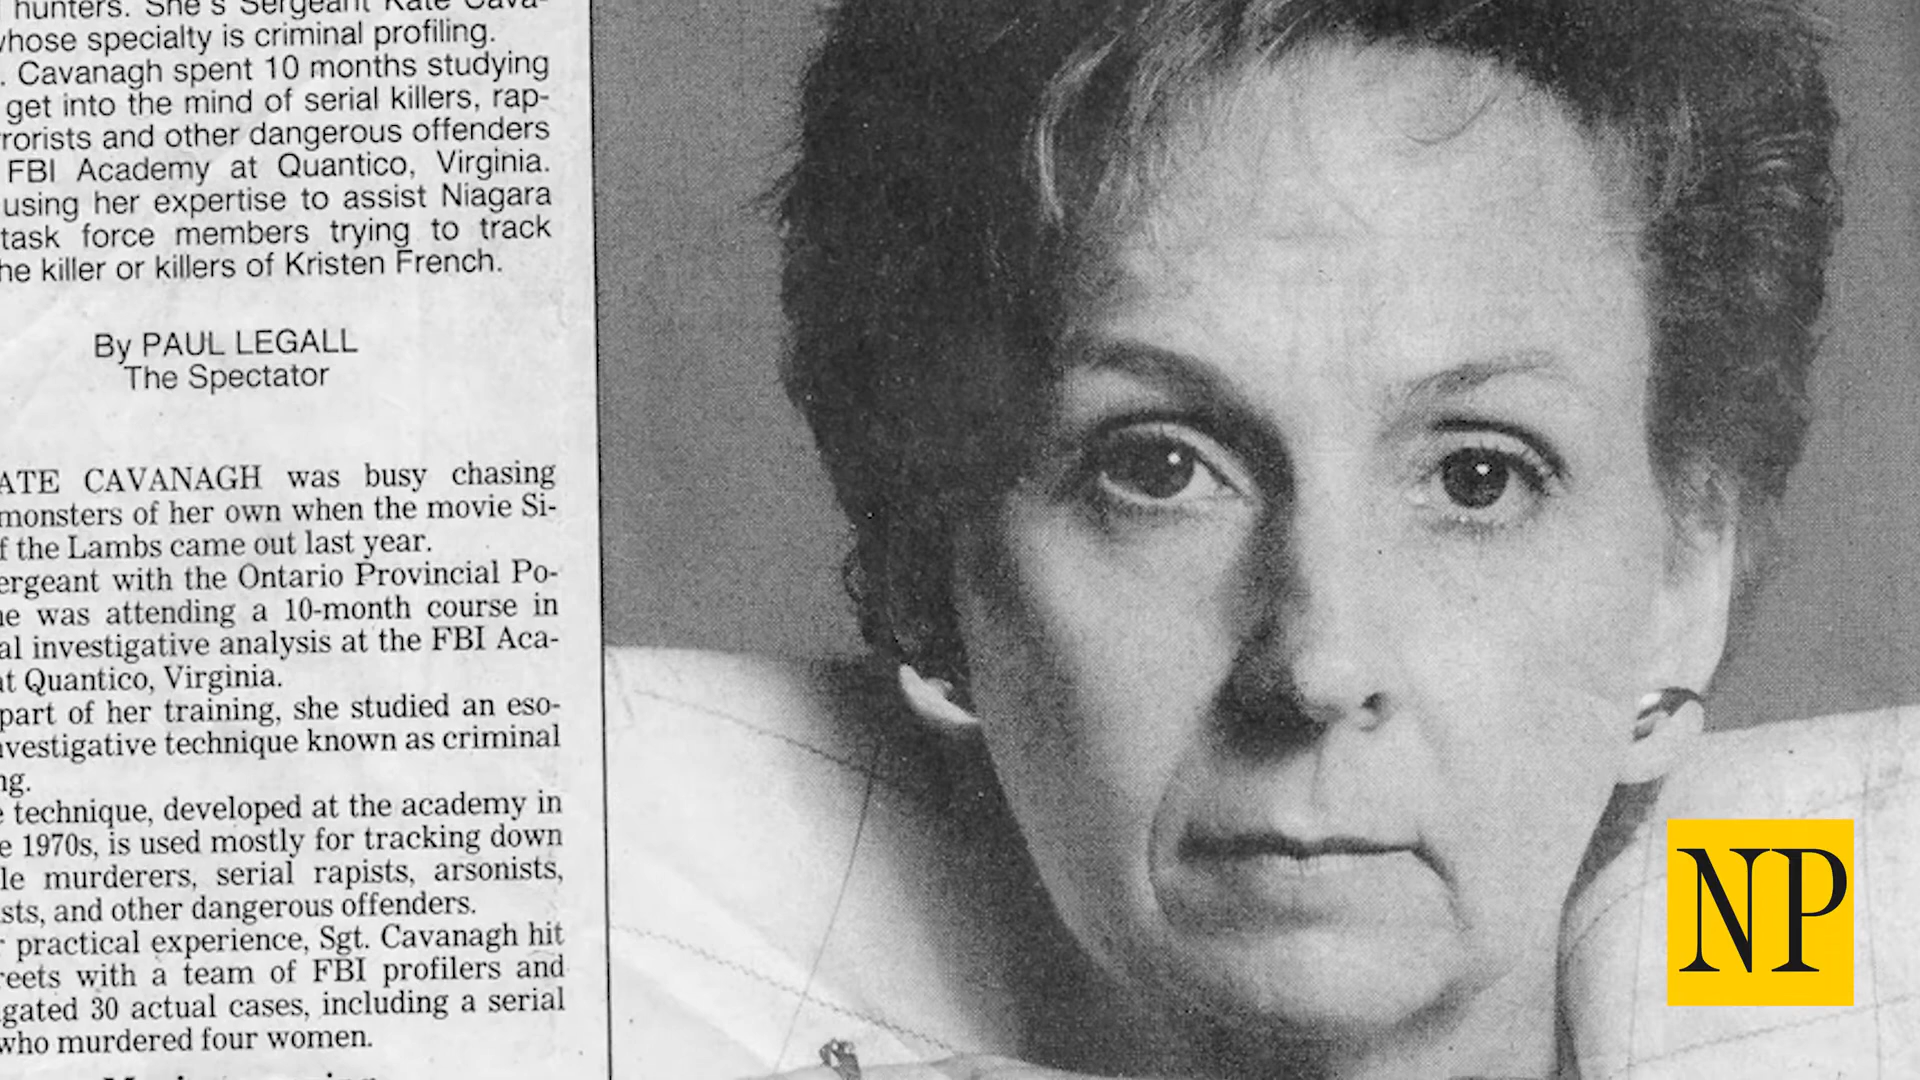 hunters. She's Sergeant Kate Cava-
whose specialty is criminal profiling.
. Cavanagh spent 10 months studying
get into the mind of serial killers, rap-
rrorists and other dangerous offenders
FBI Academy at Quantico, Virginia.
using her expertise to assist Niagara
task force members trying to track
he killer or killers of Kristen French.
By PAUL LEGALL
The Spectator
ATE CAVANAGH was busy chasing
monsters of her own when the movie Si-
f the Lambs came out last year.
ergeant with the Ontario Provincial Po-
he was attending a 10-month course in
al investigative analysis at the FBI Aca-
at Quantico, Virginia.
part of her training, she studied an eso-
nvestigative technique known as criminal
ng.
e technique, developed at the academy in
e 1970s, is used mostly for tracking down
le murderers, serial rapists, arsonists,
sts, and other dangerous offenders.
r practical experience, Sgt. Cavanagh hit
reets with a team of FBI profilers and
gated 30 actual cases, including a serial
who murdered four women.
NP